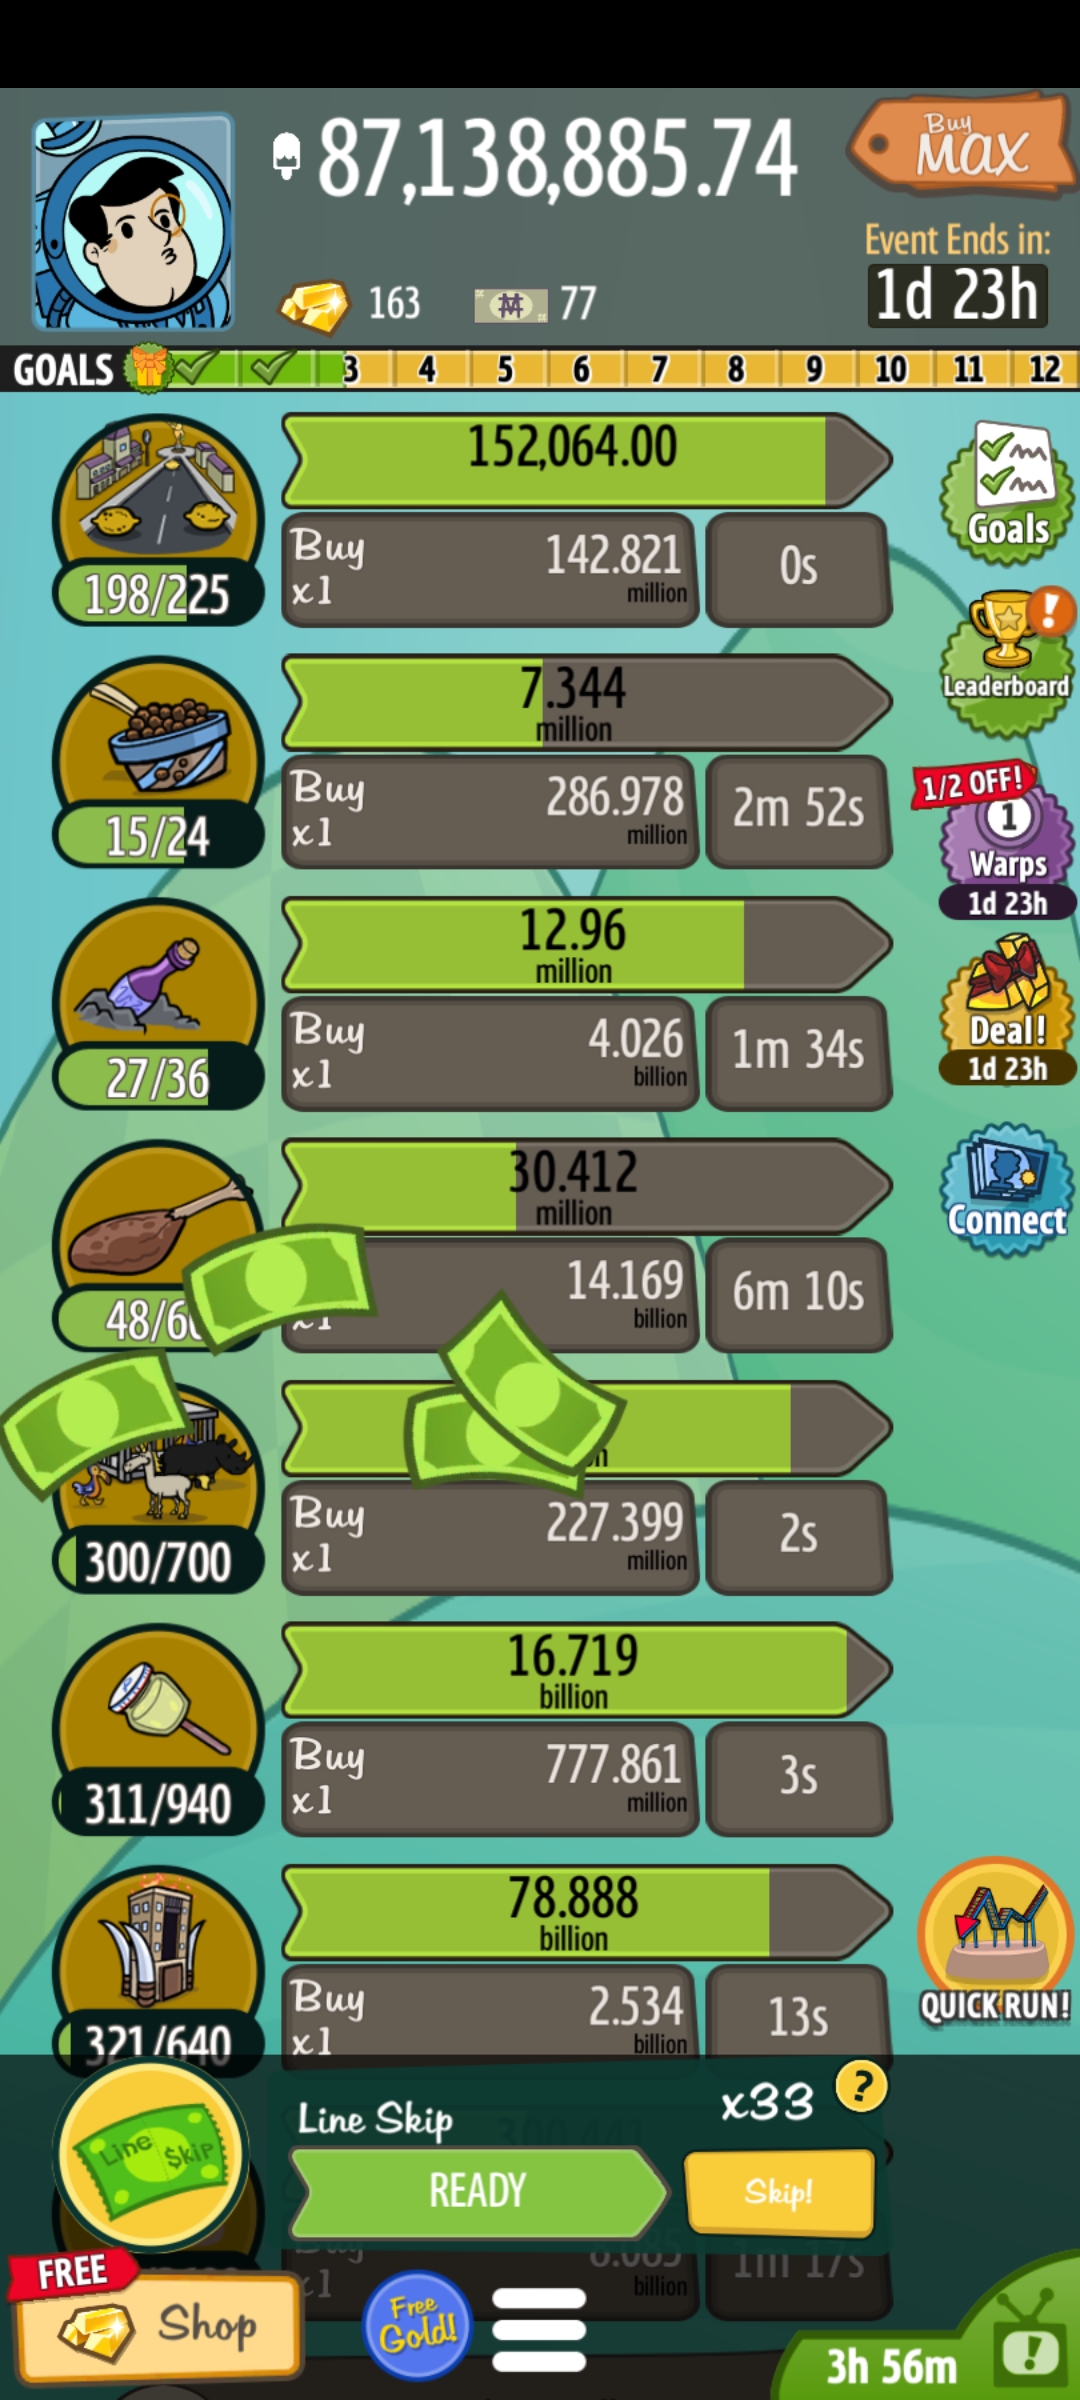 87,138,885.74
Buy
MAX
Event Ends in:
1d 23h
163
77
GOALS 3 4 5 6 7 8 9 10 11 12
152,064.00
Buy
x1
142.821
million
0s
198/225
Goals
7.344
million
Buy
x1
286.978
million
2m 52s
15/24
Leaderboard
1/2 OFF!
1
Warps
1d 23h
12.96
million
Buy
x1
4.026
billion
1m 34s
27/36
Deal!
1d 23h
30.412
million
x1
14.169
billion
6m 10s
Connect
Buy
x1
227.399
million
2s
300/700
16.719
billion
Buy
x1
777.861
million
3s
311/940
78.888
billion
Buy
x1
2.534
billion
13s
321/640
QUICK RUN!
Line Skip
Line Skip
x33
?
READY
Skip!
Buy
x1
8.085
billion
1m 17s
FREE
Shop
Free
Gold!
3h 56m